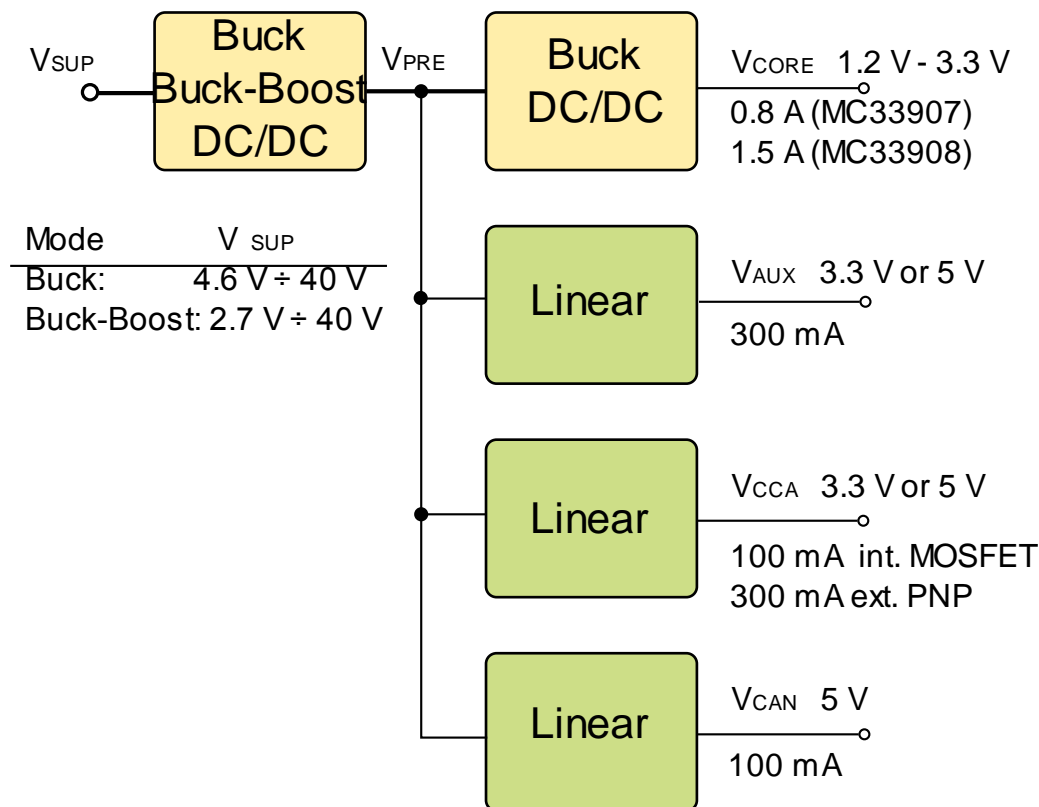 VSUP
Buck
Buck-Boost
DC/DC
VPRE
Buck
DC/DC
VCORE 1.2 V - 3.3 V
0.8 A (MC33907)
1.5 A (MC33908)
Mode V SUP
Buck: 4.6 V ÷ 40 V
Buck-Boost: 2.7 V ÷ 40 V
Linear
VAUX 3.3 V or 5 V
300 mA
Linear
VCCA 3.3 V or 5 V
100 mA int. MOSFET
300 mA ext. PNP
Linear
VCAN 5 V
100 mA